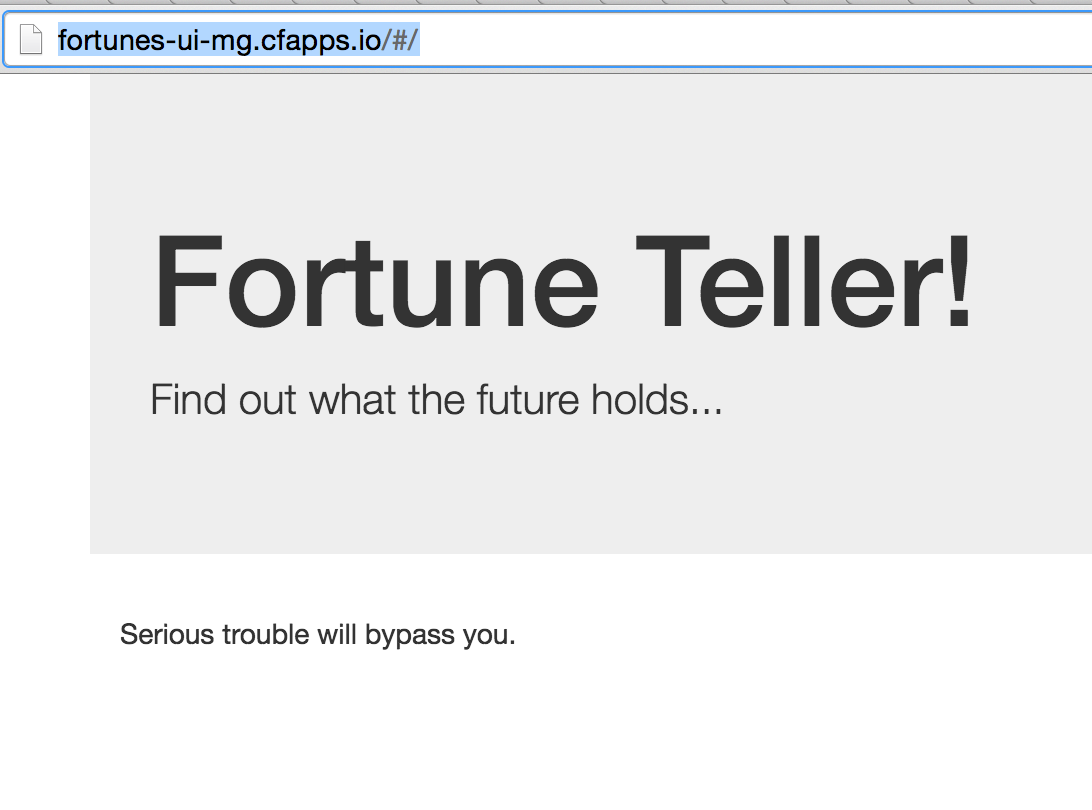 fortunes-ui-mg.cfapps.io/#/
Fortune Teller!
Find out what the future holds...
Serious trouble will bypass you.